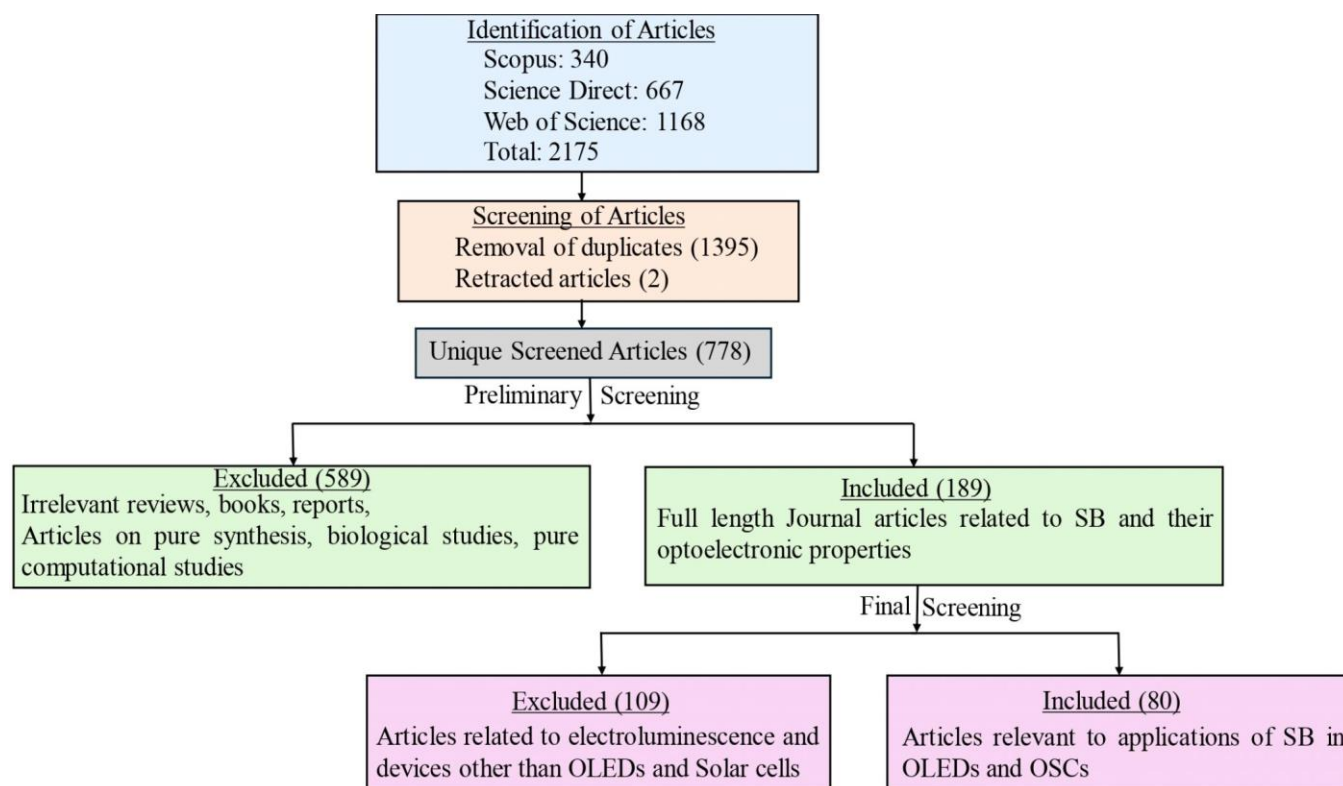 Identification of Articles
Scopus: 340
Science Direct: 667
Web of Science: 1168
Total: 2175
Screening of Articles
Removal of duplicates (1395)
Retracted articles (2)
Unique Screened Articles (778)
Preliminary Screening
Excluded (589)
Irrelevant reviews, books, reports,
Articles on pure synthesis, biological studies, pure
computational studies
Included (189)
Full length Journal articles related to SB and their
optoelectronic properties
Final Screening
Excluded (109)
Articles related to electroluminescence and
devices other than OLEDs and Solar cells
Included (80)
Articles relevant to applications of SB in
OLEDs and OSCs